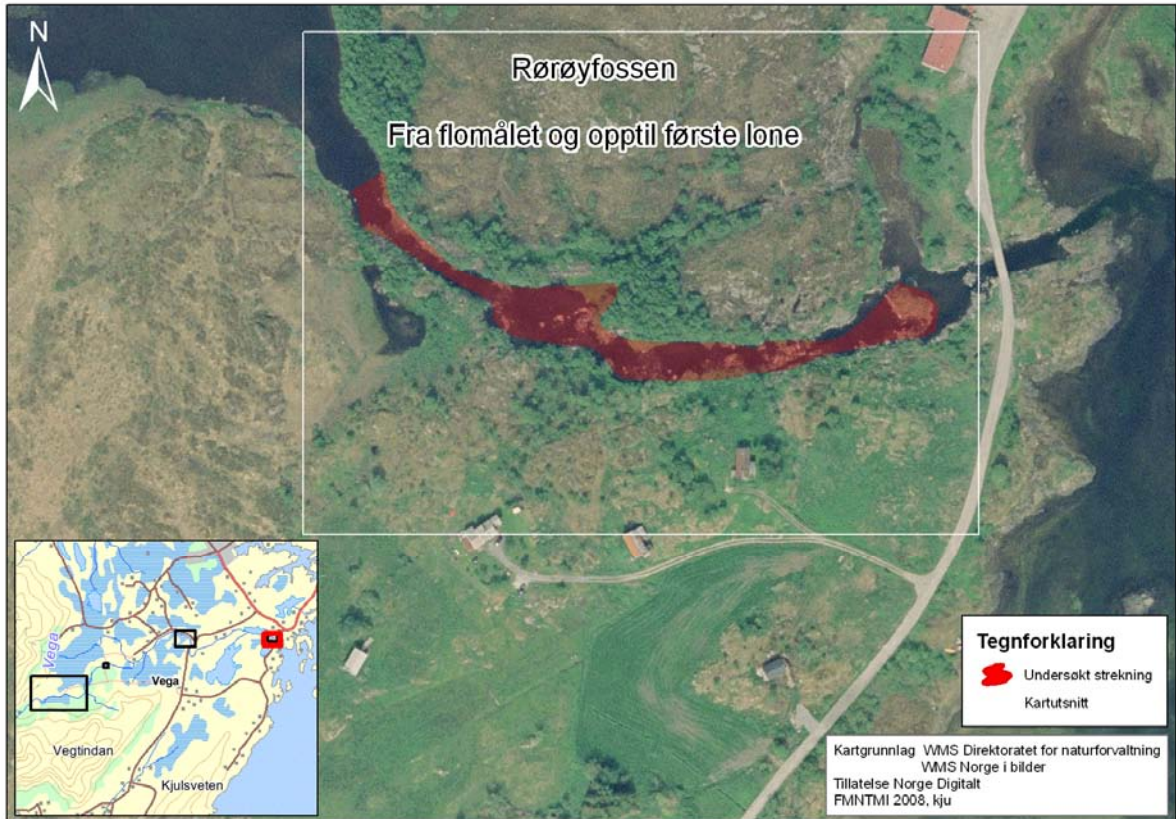 N
Rørøyfossen
Fra flomålet og opptil første lone
Vega
Vega
Vegtindan
Kjulsveten
Tegnforklaring
Undersøkt strekning
Kartutsnitt
Kartgrunnlag WMS Direktoratet for naturforvaltning
WMS Norge i bilder
Tillatelse Norge Digitalt
FMNTMI 2008, kju